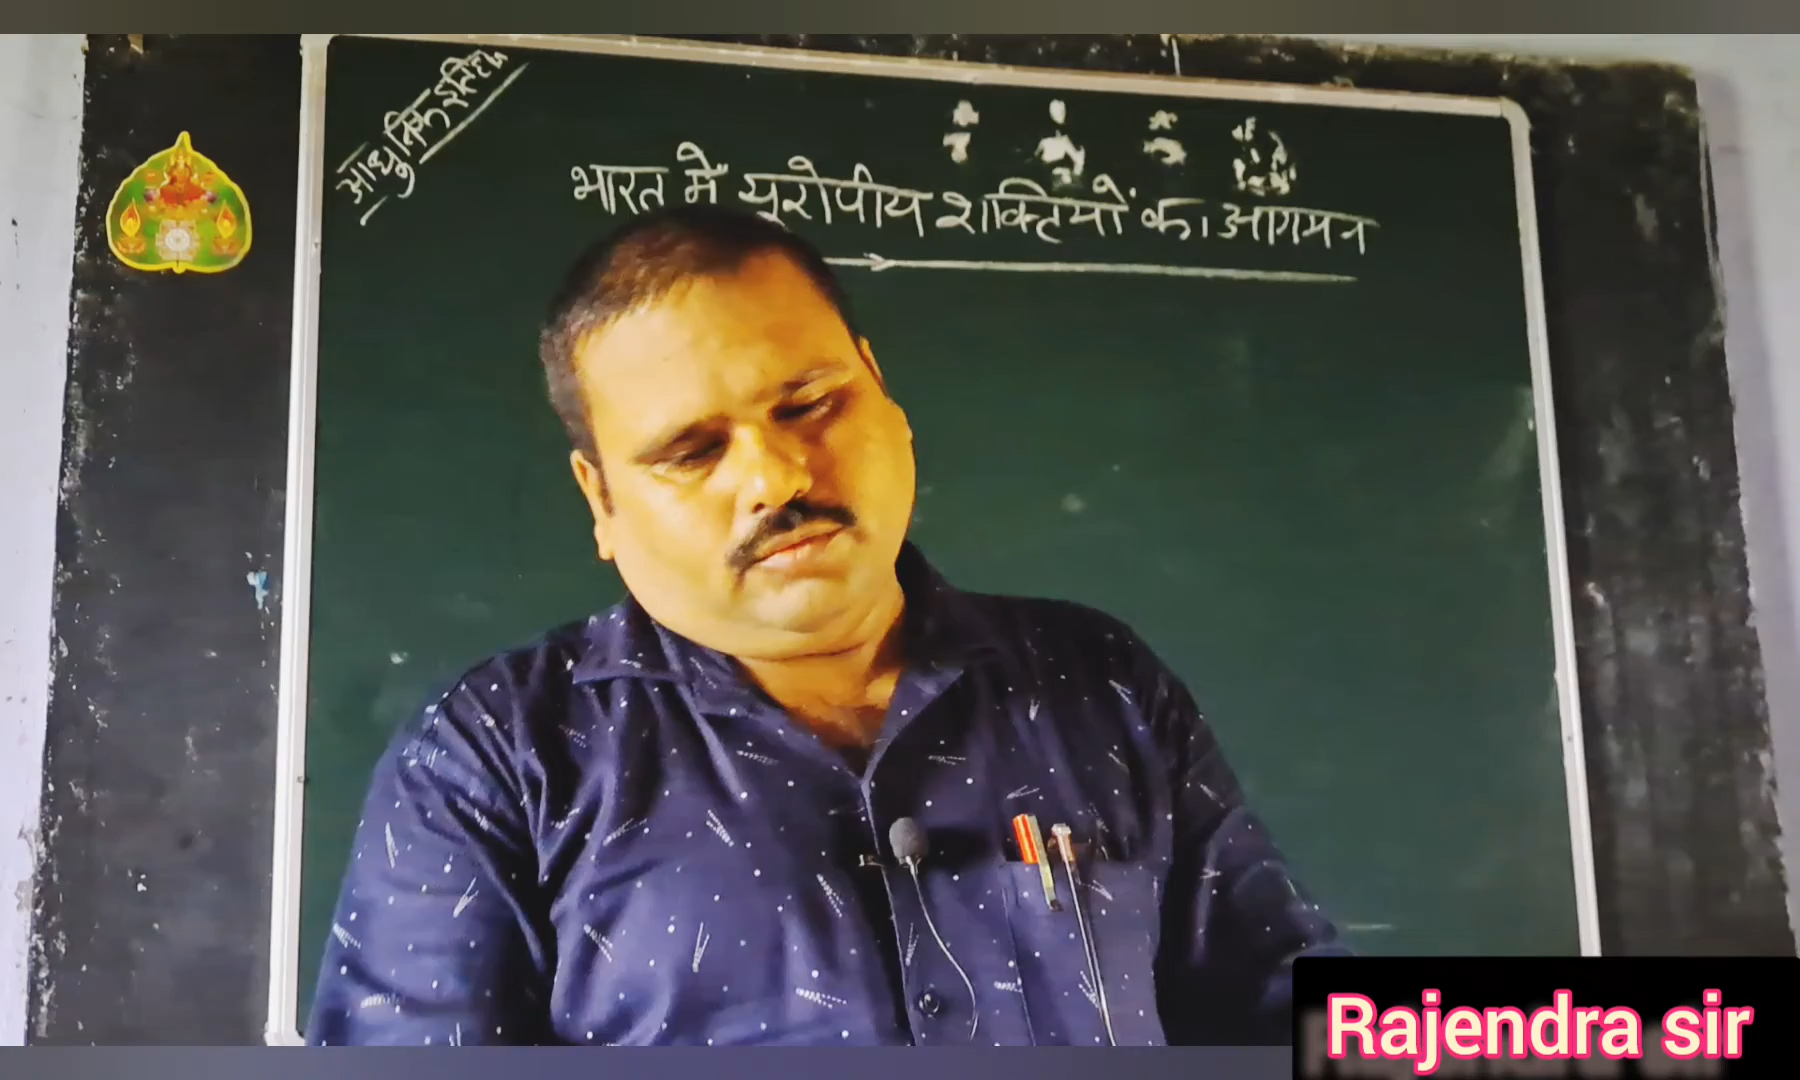 आधुनिक इतिहास
भारत में यूरोपीय शक्तियों का आगमन
Rajendra sir